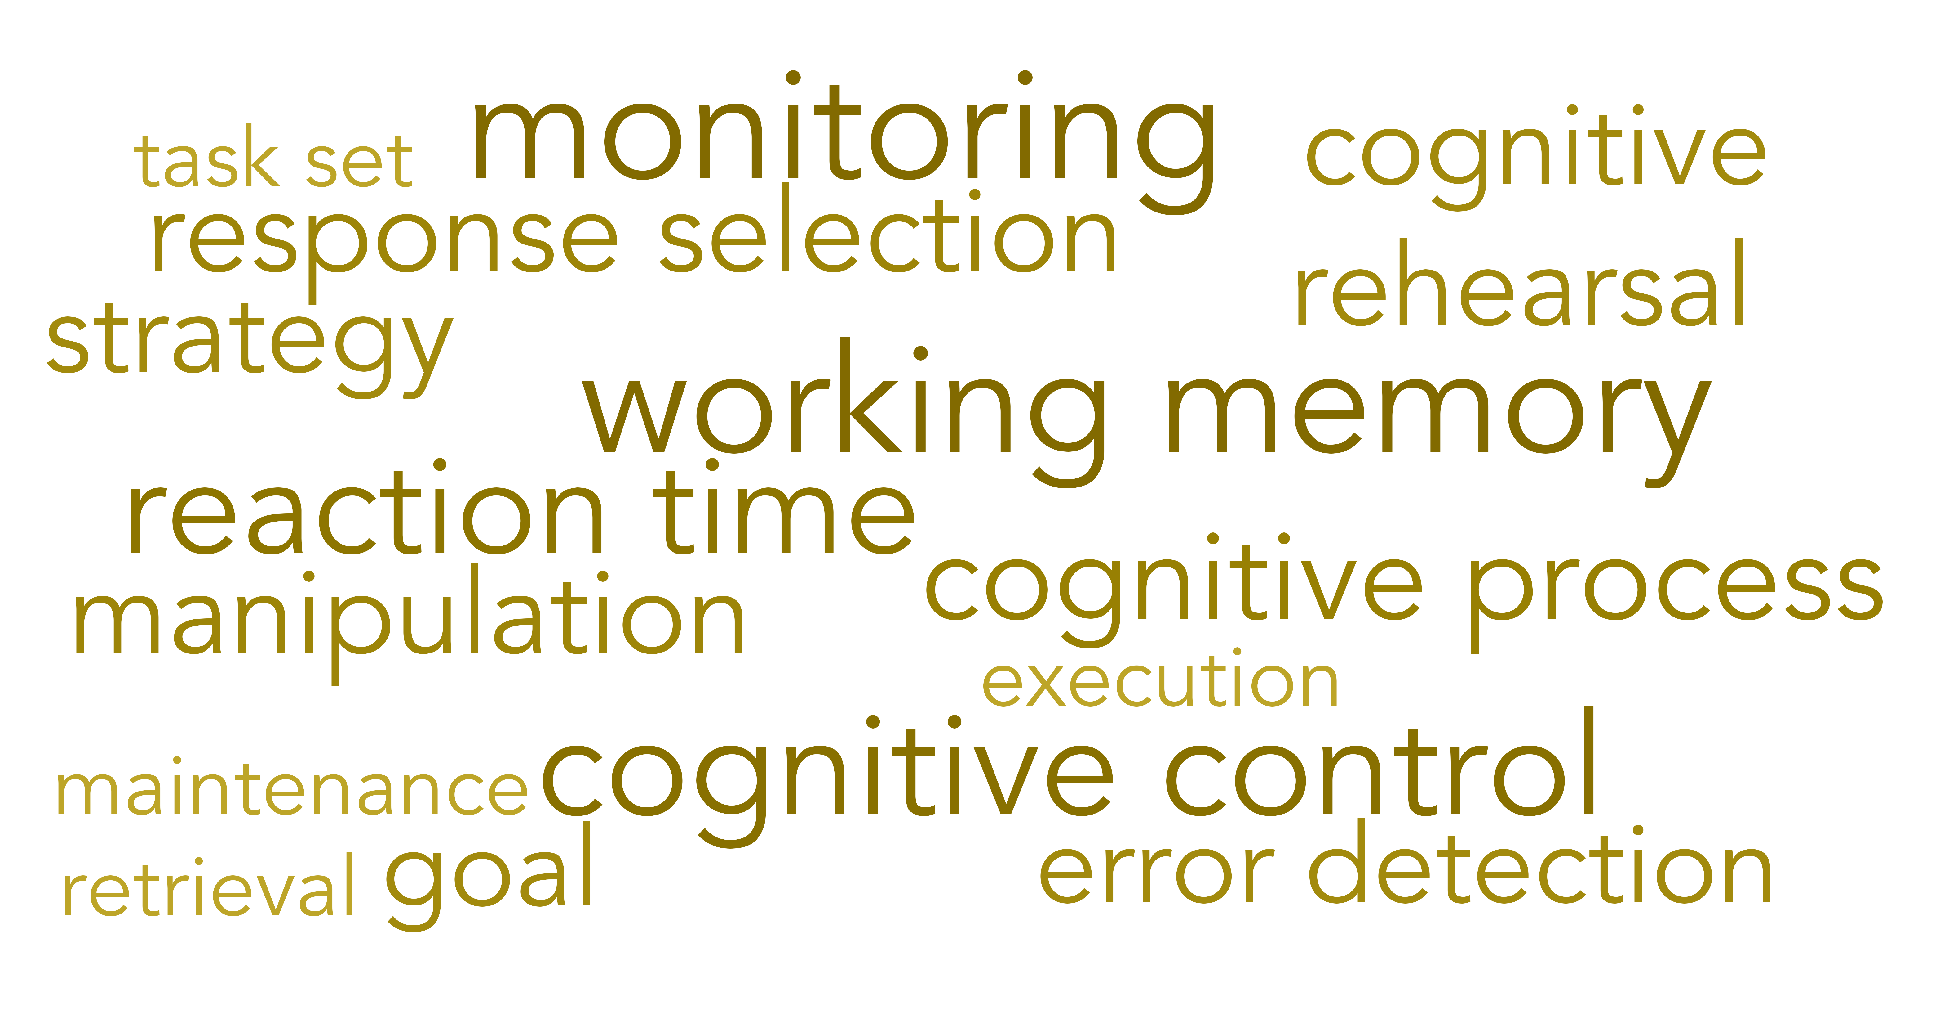 monitoring
task set
cognitive
response selection
rehearsal
strategy
working memory
reaction time
cognitive process
manipulation
execution
cognitive control
maintenance
goal
error detection
retrieval